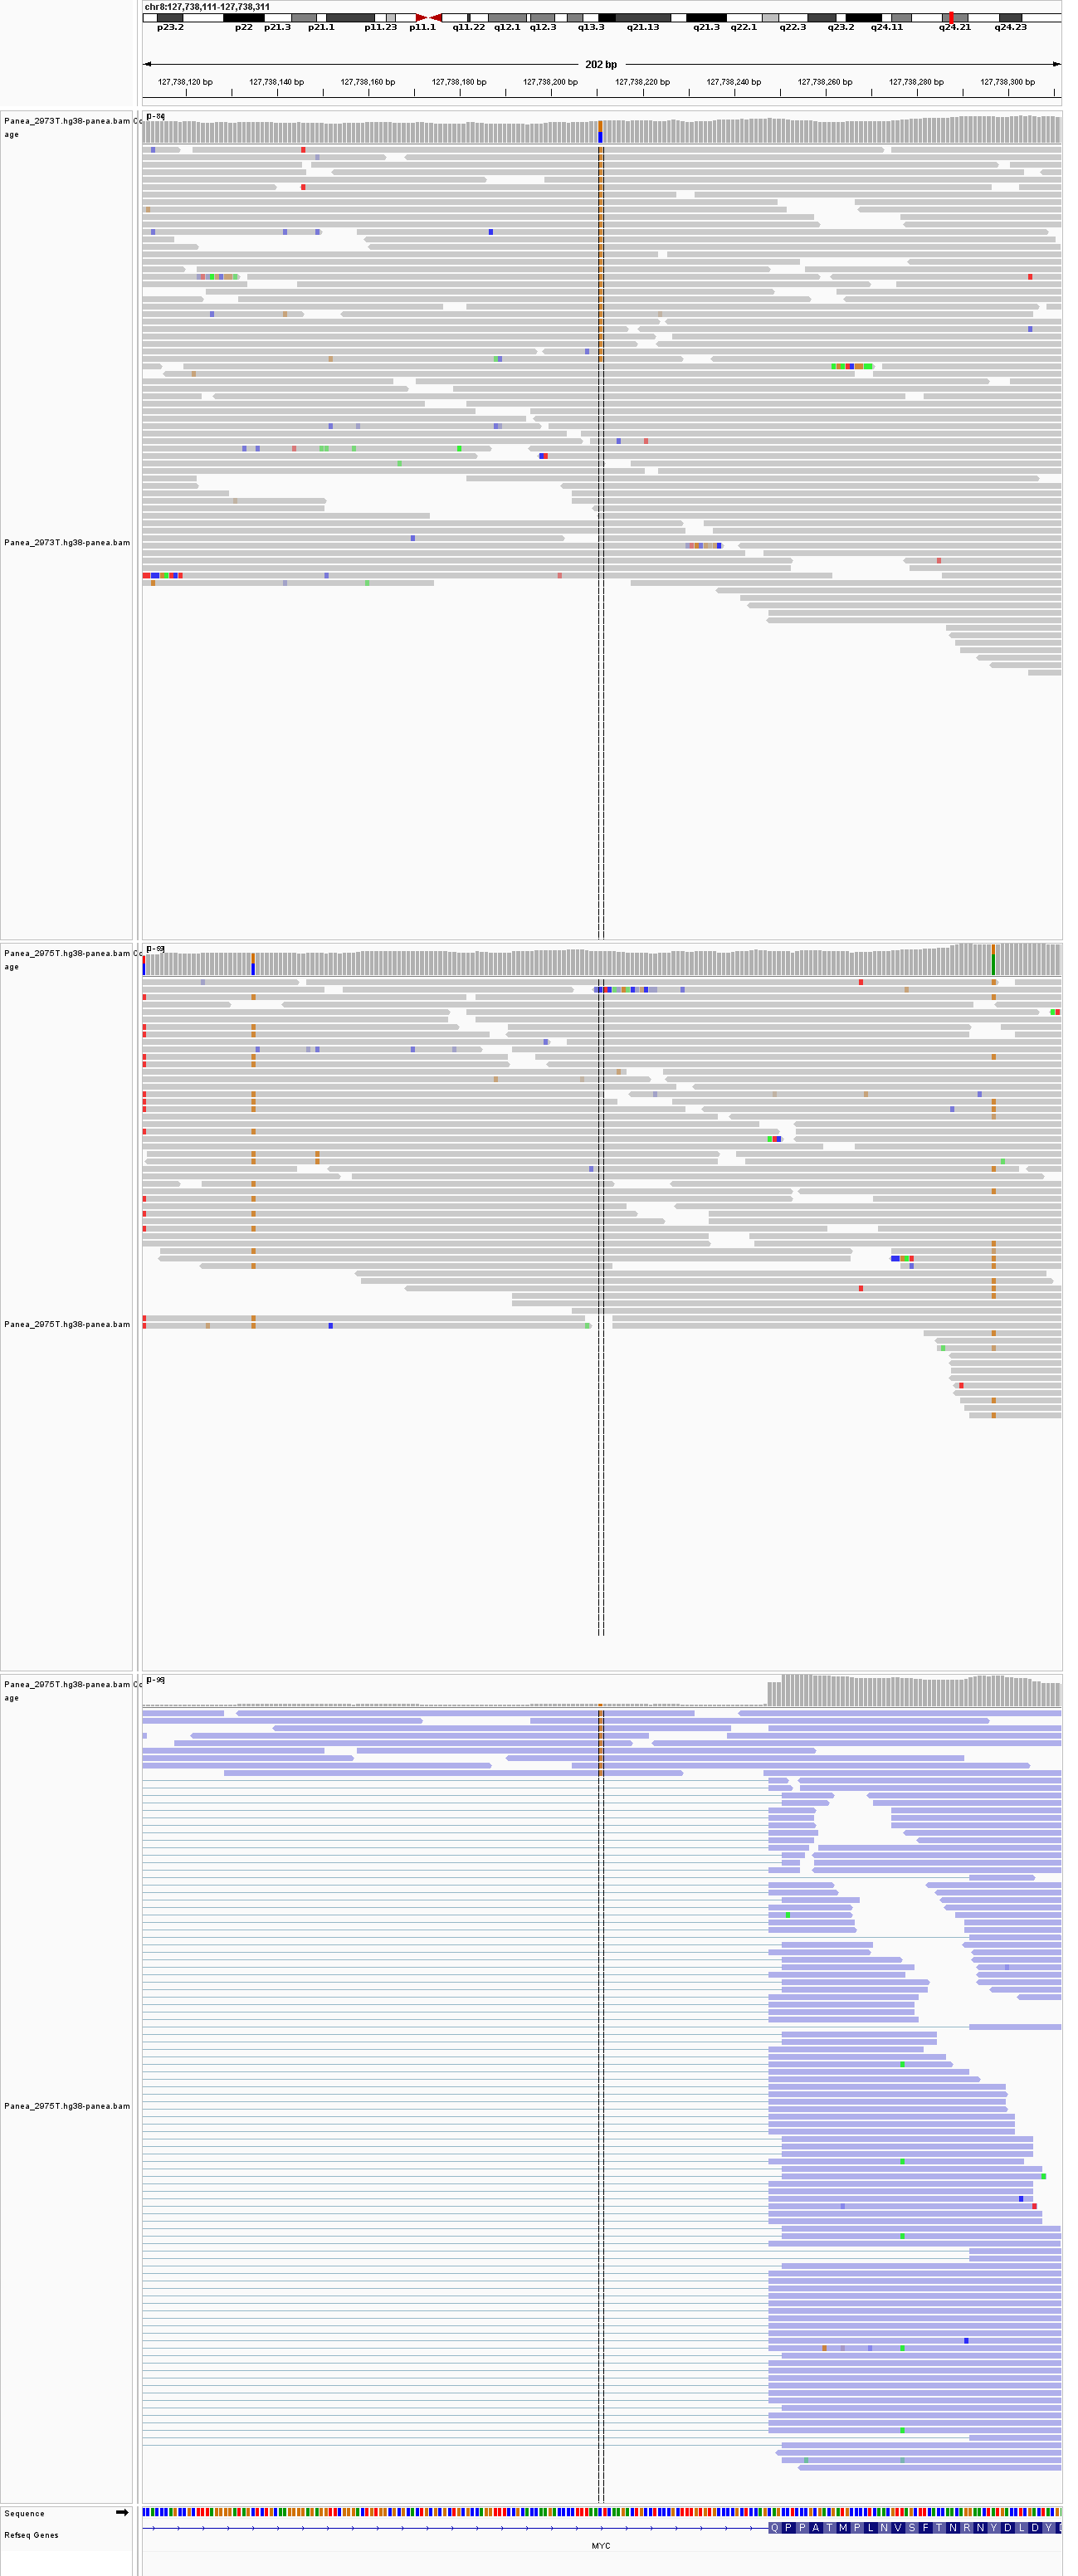 chr8:127,738,111-127,738,311
p23.2 p22 p21.3 p21.1 p11.23 p11.1 q11.22 q12.1 q12.3 q13.3 q21.13 q21.3 q22.1 q22.3 q23.2 q24.11 q24.21 q24.23
202 bp
127,738,120 bp 127,738,140 bp 127,738,160 bp 127,738,180 bp 127,738,200 bp 127,738,220 bp 127,738,240 bp 127,738,260 bp 127,738,280 bp 127,738,300 bp
Panea_2973T.hg38-panea.bam Co
age
[0-84]
Panea_2973T.hg38-panea.bam
Panea_2975T.hg38-panea.bam Co
age
[0-69]
Panea_2975T.hg38-panea.bam
Panea_2975T.hg38-panea.bam Co
age
[0-96]
Panea_2975T.hg38-panea.bam
Sequence
Refseq Genes
Q P P A T M P L N V S F T N R N Y D L D Y
MYC